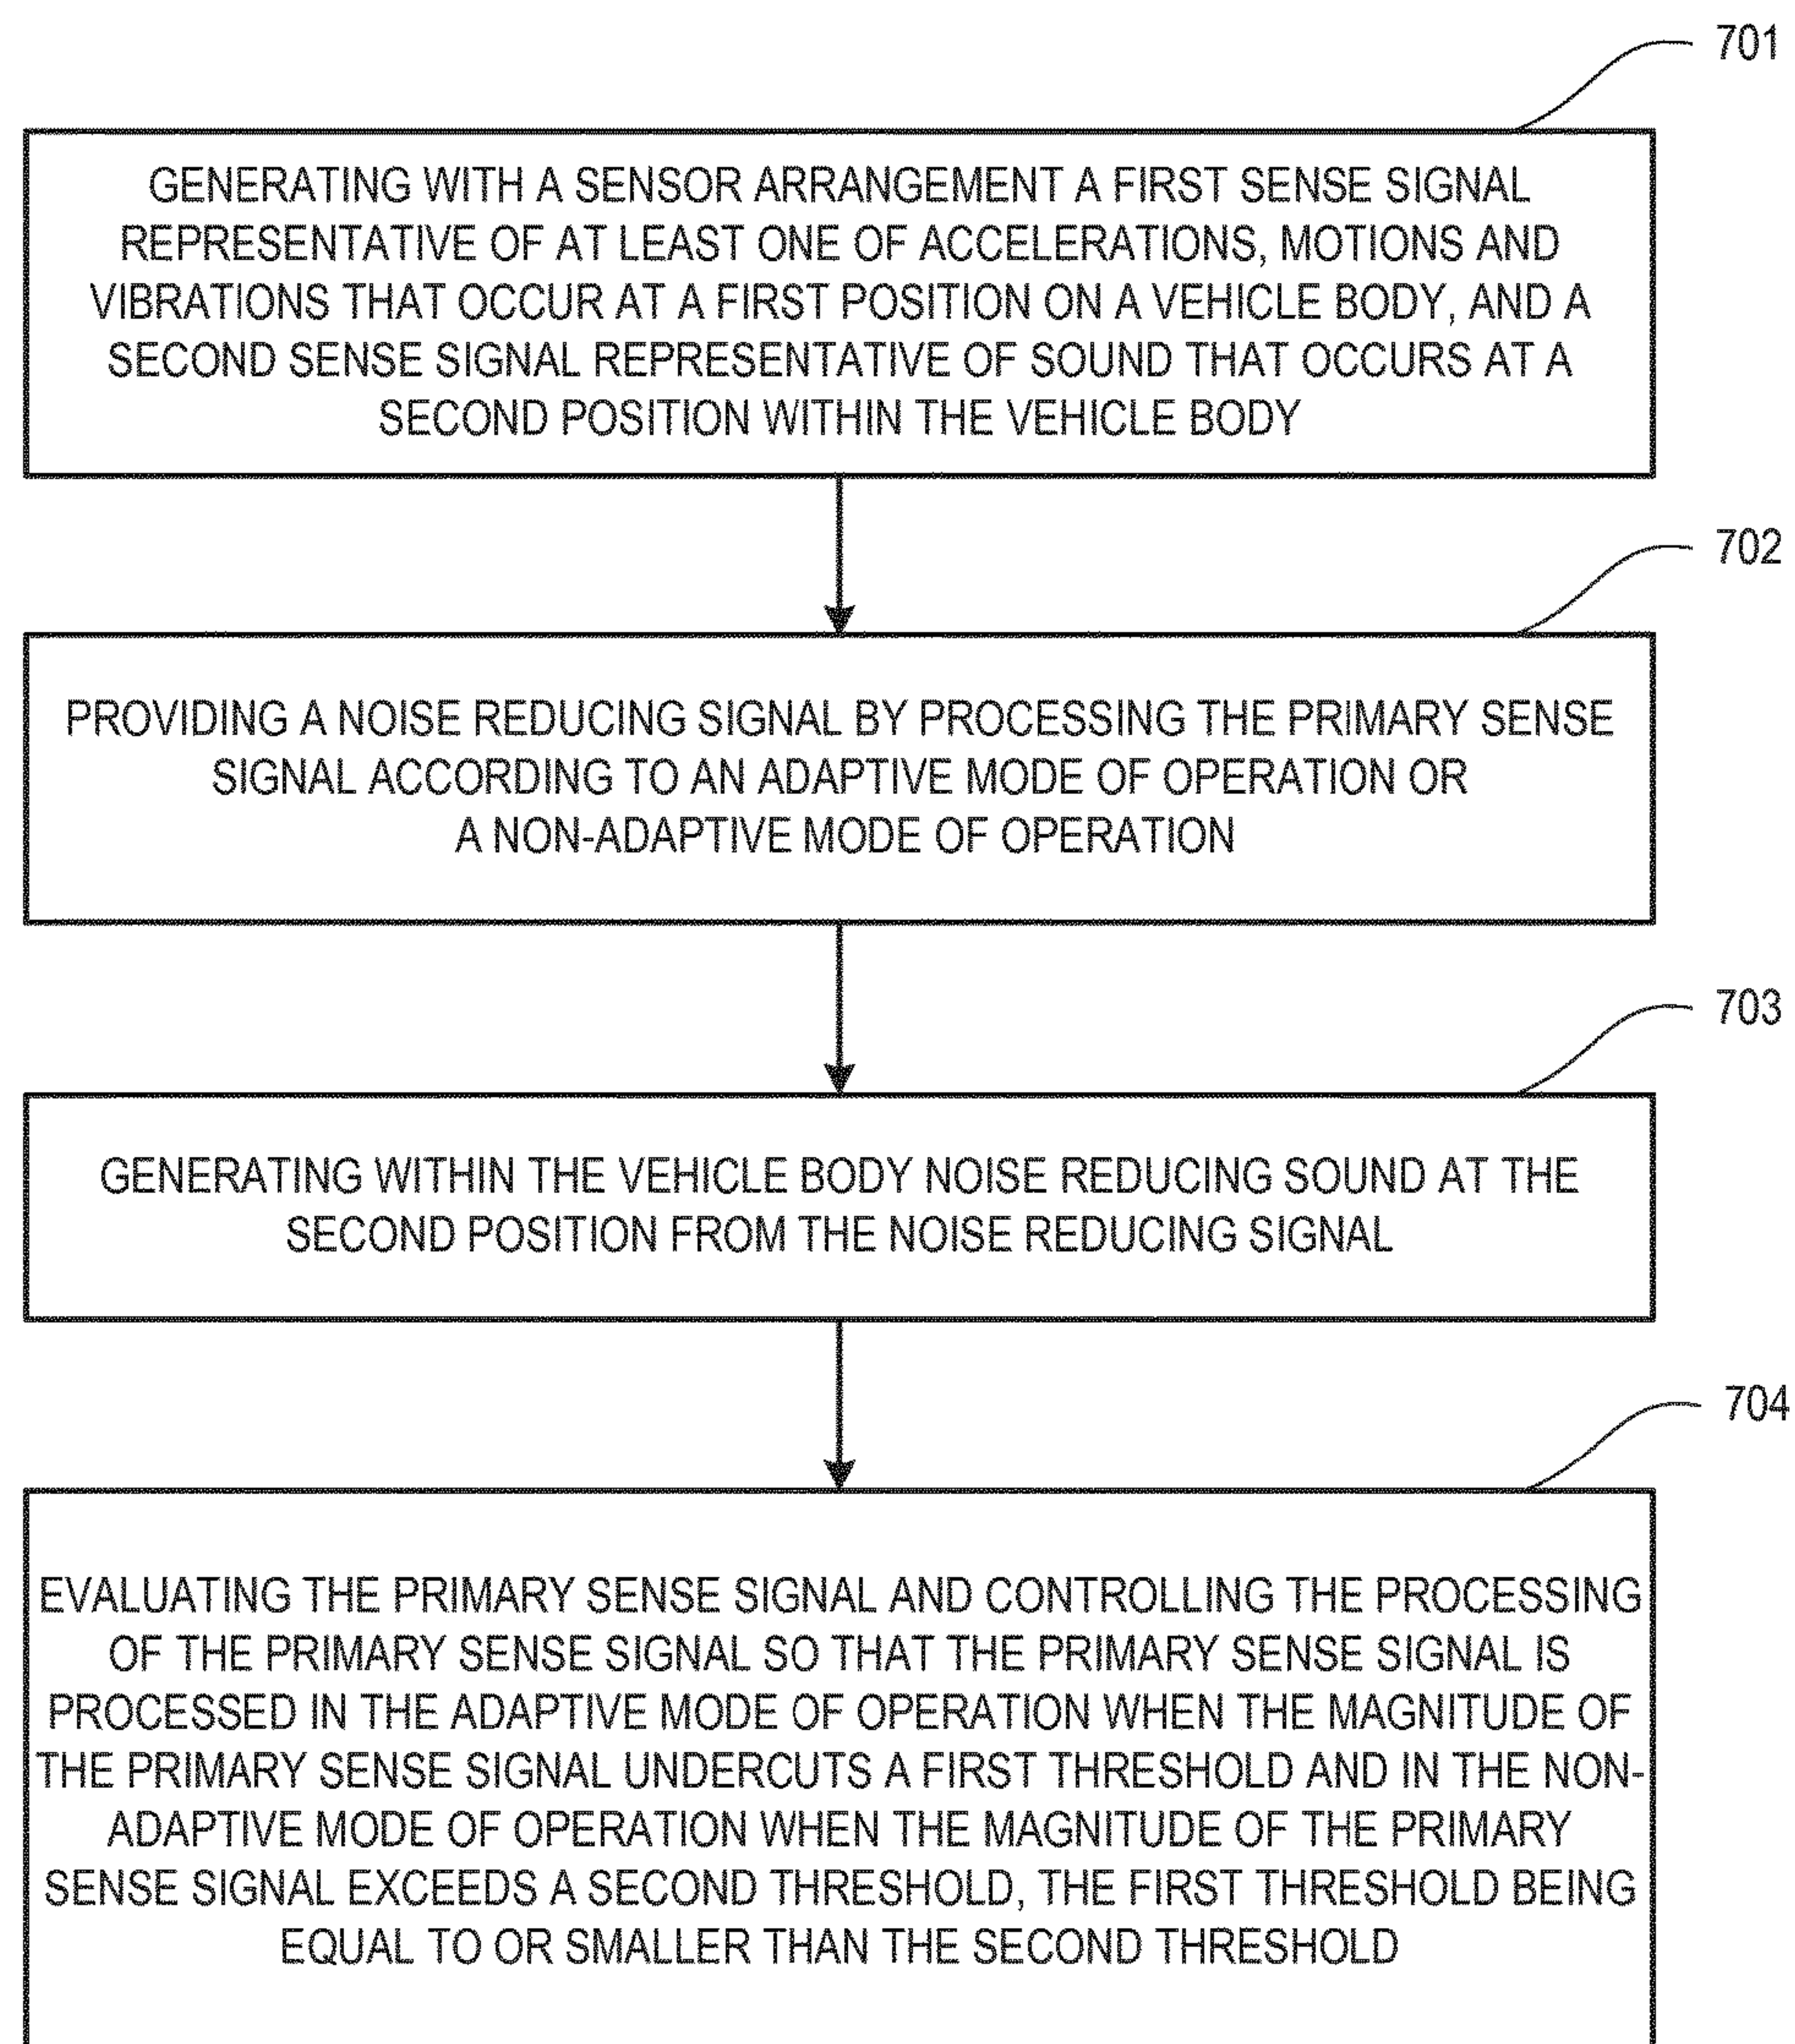 701
GENERATING WITH A SENSOR ARRANGEMENT A FIRST SENSE SIGNAL
REPRESENTATIVE OF AT LEAST ONE OF ACCELERATIONS, MOTIONS AND
VIBRATIONS THAT OCCUR AT A FIRST POSITION ON A VEHICLE BODY, AND A
SECOND SENSE SIGNAL REPRESENTATIVE OF SOUND THAT OCCURS AT A
SECOND POSITION WITHIN THE VEHICLE BODY
702
PROVIDING A NOISE REDUCING SIGNAL BY PROCESSING THE PRIMARY SENSE
SIGNAL ACCORDING TO AN ADAPTIVE MODE OF OPERATION OR
A NON-ADAPTIVE MODE OF OPERATION
703
GENERATING WITHIN THE VEHICLE BODY NOISE REDUCING SOUND AT THE
SECOND POSITION FROM THE NOISE REDUCING SIGNAL
704
EVALUATING THE PRIMARY SENSE SIGNAL AND CONTROLLING THE PROCESSING
OF THE PRIMARY SENSE SIGNAL SO THAT THE PRIMARY SENSE SIGNAL IS
PROCESSED IN THE ADAPTIVE MODE OF OPERATION WHEN THE MAGNITUDE OF
THE PRIMARY SENSE SIGNAL UNDERCUTS A FIRST THRESHOLD AND IN THE NON-
ADAPTIVE MODE OF OPERATION WHEN THE MAGNITUDE OF THE PRIMARY
SENSE SIGNAL EXCEEDS A SECOND THRESHOLD, THE FIRST THRESHOLD BEING
EQUAL TO OR SMALLER THAN THE SECOND THRESHOLD